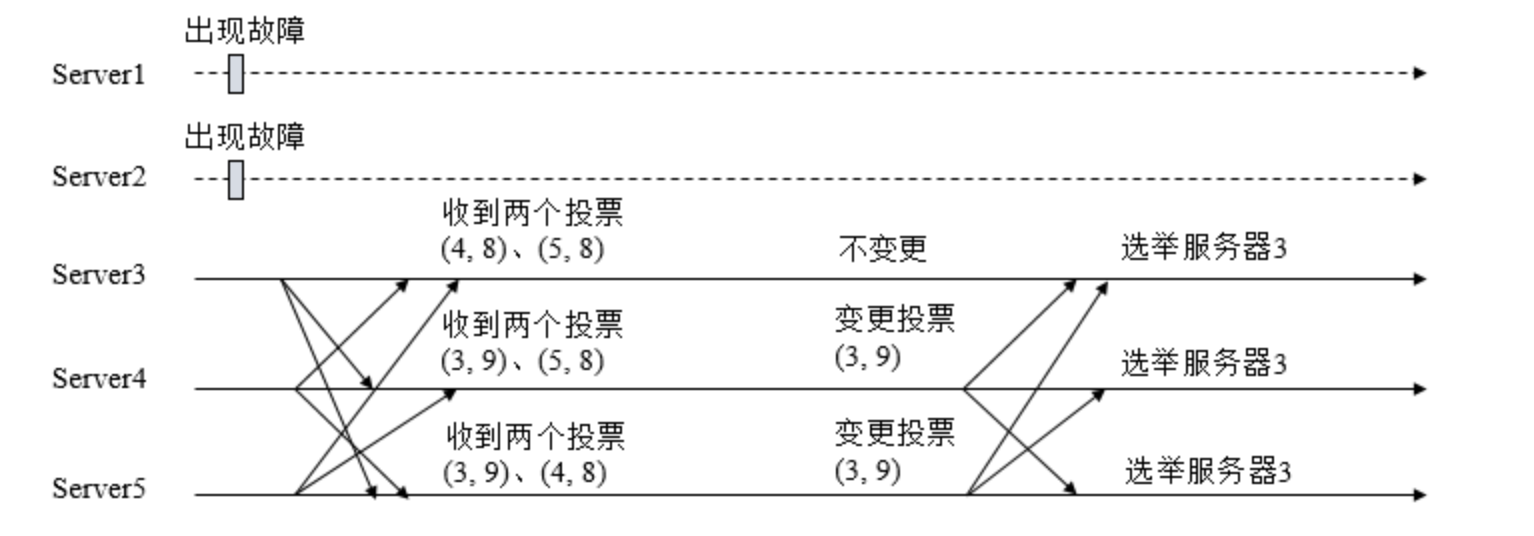 出现故障
Server1
出现故障
Server2
收到两个投票
(4, 8)、(5, 8)
不变更
选举服务器3
Server3
收到两个投票
(3, 9)、(5, 8)
变更投票
(3, 9)
选举服务器3
Server4
收到两个投票
(3, 9)、(4, 8)
变更投票
(3, 9)
选举服务器3
Server5